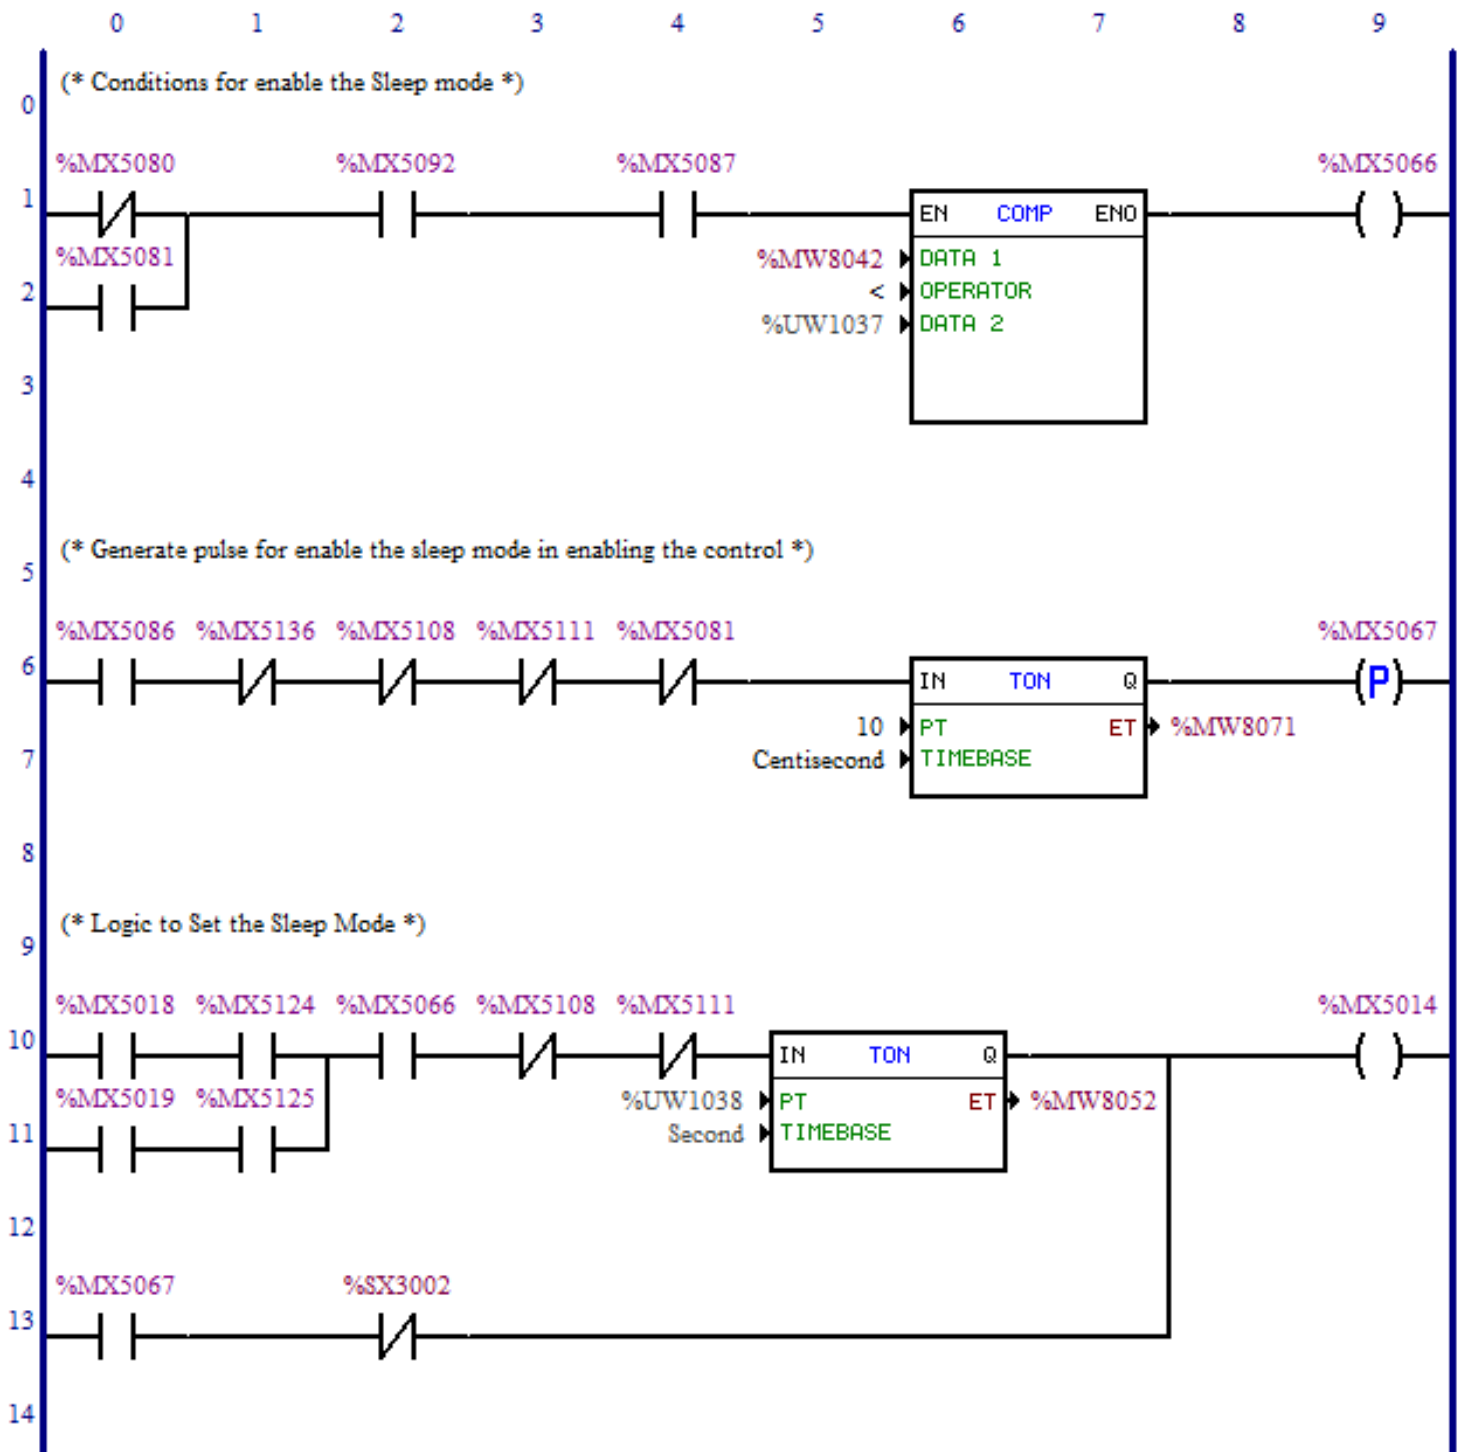 0 1 2 3 4 5 6 7 8 9
(* Conditions for enable the Sleep mode *)
0
%MX5080 %MX5092 %MX5087 %MX5066
1
EN COMP ENO
%MX5081
%MW8042 DATA 1
2
< OPERATOR
%UW1037 DATA 2
3
4
(* Generate pulse for enable the sleep mode in enabling the control *)
5
%MX5086 %MX5136 %MX5108 %MX5111 %MX5081 %MX5067
6
IN TON Q P
10 PT ET %MW8071
7
Centisecond TIMEBASE
8
(* Logic to Set the Sleep Mode *)
9
%MX5018 %MX5124 %MX5066 %MX5108 %MX5111 %MX5014
10
IN TON Q
%MX5019 %MX5125 %UW1038 PT ET %MW8052
11
Second TIMEBASE
12
%MX5067 %SX3002
13
14